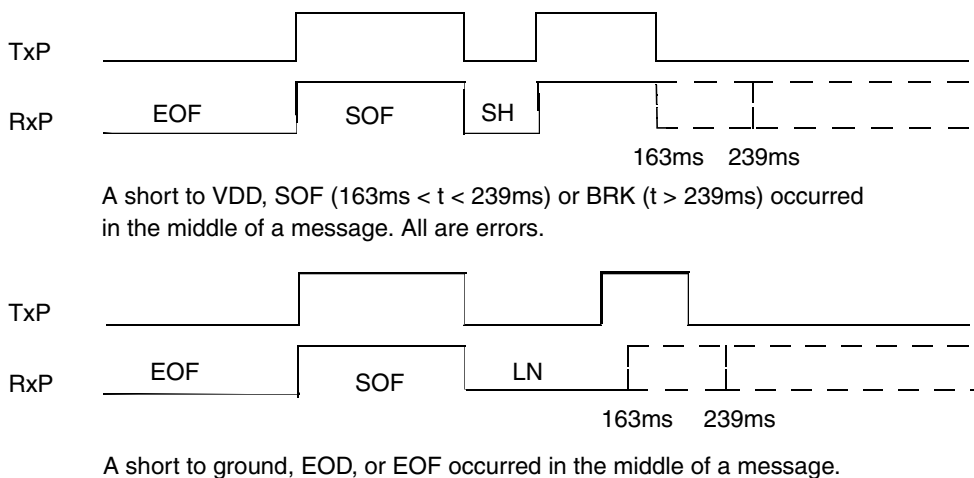 TxP
RxP EOF SOF SH
163ms 239ms
A short to VDD, SOF (163ms < t < 239ms) or BRK (t > 239ms) occurred
in the middle of a message. All are errors.
TxP
RxP EOF SOF LN
163ms 239ms
A short to ground, EOD, or EOF occurred in the middle of a message.